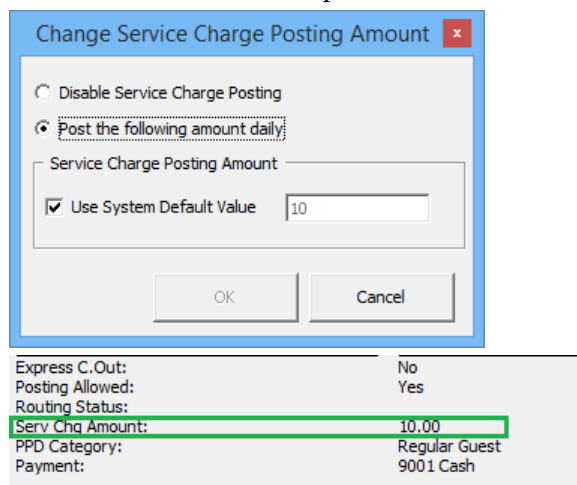 Change Service Charge Posting Amount x
Disable Service Charge Posting
Post the following amount daily
Service Charge Posting Amount
Use System Default Value 10
OK Cancel
Express C.Out: No
Posting Allowed: Yes
Routing Status:
Serv Chg Amount: 10.00
PPD Category: Regular Guest
Payment: 9001 Cash